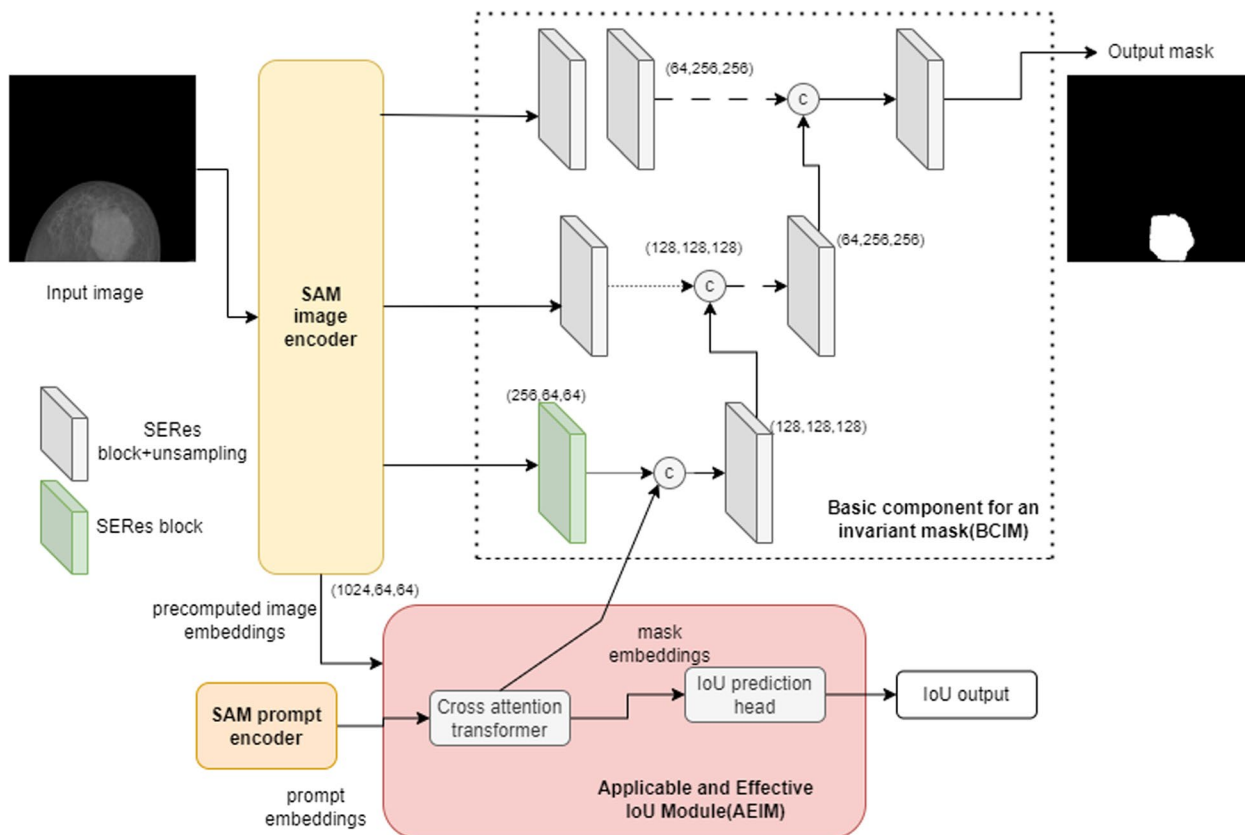 Input image
SAM
image
encoder
(64,256,256)
C
Output mask
(128,128,128)
C
(64,256,256)
(256,64,64)
C
(128,128,128)
Basic component for an
invariant mask(BCIM)
SERes
block+unsampling
SERes block
(1024,64,64)
precomputed image
embeddings
mask
embeddings
SAM prompt
encoder
Cross attention
transformer
IoU prediction
head
IoU output
prompt
embeddings
Applicable and Effective
IoU Module(AEIM)